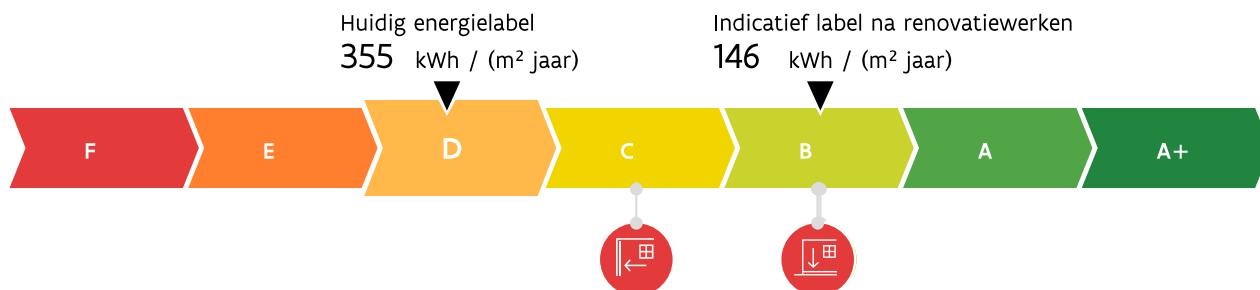 Huidig energielabel
355 kWh / (m² jaar)
Indicatief label na renovatiewerken
146 kWh / (m² jaar)
F E D C B A A+